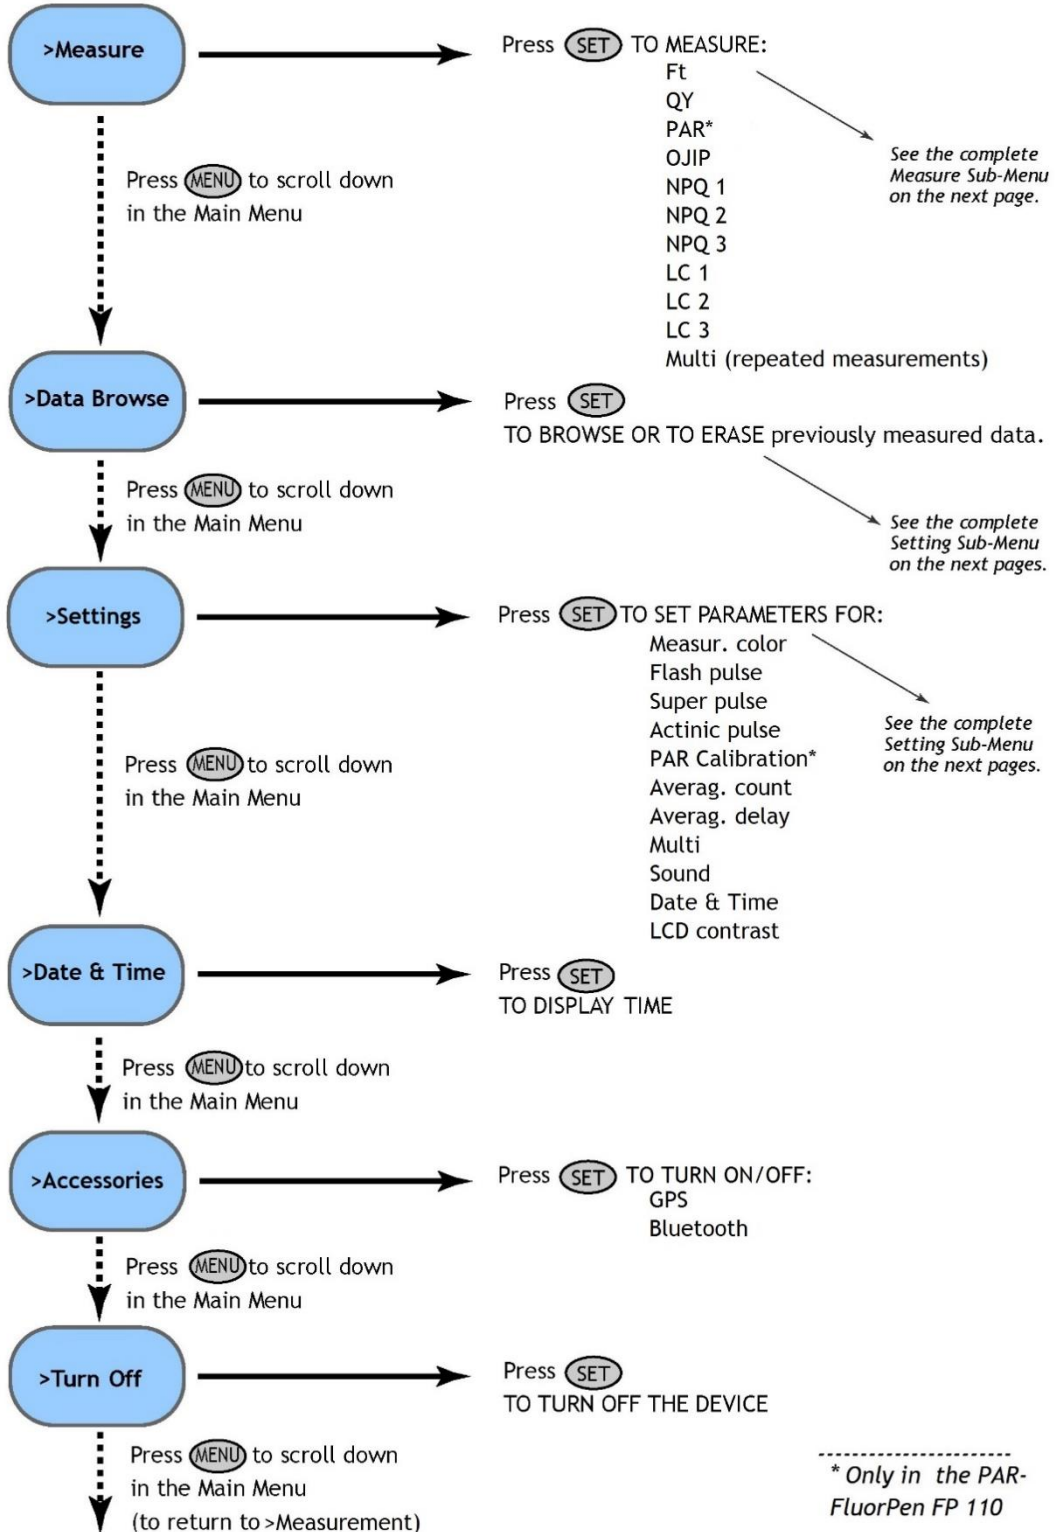 >Measure
Press SET TO MEASURE:
Ft
QY
PAR*
OJIP
NPQ 1
NPQ 2
NPQ 3
LC 1
LC 2
LC 3
Multi (repeated measurements)
See the complete
Measure Sub-Menu
on the next page.
Press MENU to scroll down
in the Main Menu
>Data Browse
Press SET
TO BROWSE OR TO ERASE previously measured data.
See the complete
Setting Sub-Menu
on the next pages.
Press MENU to scroll down
in the Main Menu
>Settings
Press SET TO SET PARAMETERS FOR:
Measur. color
Flash pulse
Super pulse
Actinic pulse
PAR Calibration*
Averag. count
Averag. delay
Multi
Sound
Date & Time
LCD contrast
See the complete
Setting Sub-Menu
on the next pages.
Press MENU to scroll down
in the Main Menu
>Date & Time
Press SET
TO DISPLAY TIME
Press MENU to scroll down
in the Main Menu
>Accessories
Press SET TO TURN ON/OFF:
GPS
Bluetooth
Press MENU to scroll down
in the Main Menu
>Turn Off
Press SET
TO TURN OFF THE DEVICE
Press MENU to scroll down
in the Main Menu
(to return to >Measurement)
* Only in the PAR-
FluorPen FP 110